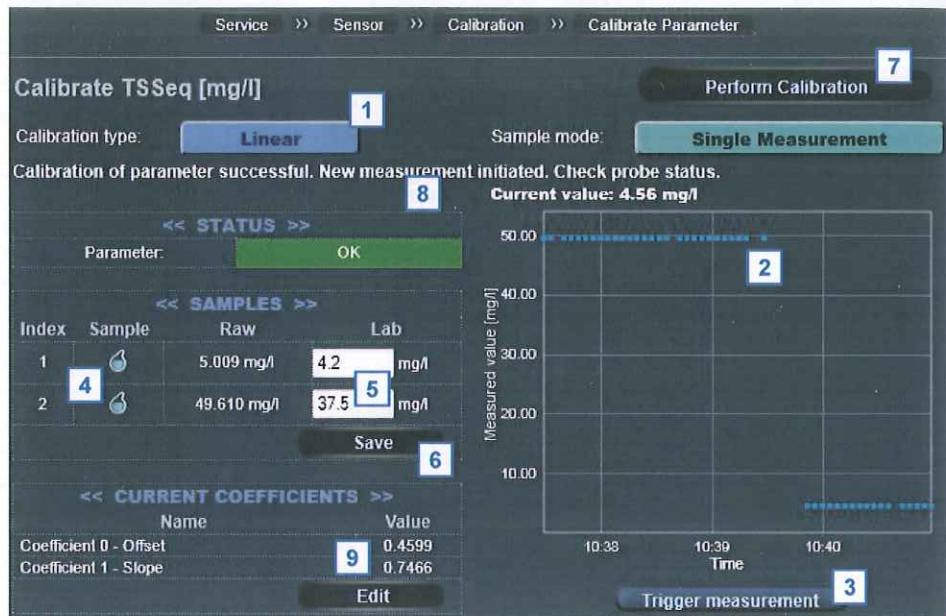 Service >> Sensor >> Calibration >> Calibrate Parameter
7
Calibrate TSSeq [mg/l]
Perform Calibration
1
Calibration type: Linear
Sample mode: Single Measurement
Calibration of parameter successful. New measurement initiated. Check probe status.
8
Current value: 4.56 mg/l
<< STATUS >>
Parameter: OK
<< SAMPLES >>
Index Sample Raw Lab
1 5.009 mg/l 4.2 mg/l
4
5
2 49.610 mg/l 37.5 mg/l
Save
6
<< CURRENT COEFFICIENTS >>
Name Value
Coefficient 0 - Offset 0.4599
9
Coefficient 1 - Slope 0.7466
Edit
Measured value [mg/l]
50.00
2
40.00
30.00
20.00
10.00
10:38 10:39 10:40
Time
3
Trigger measurement